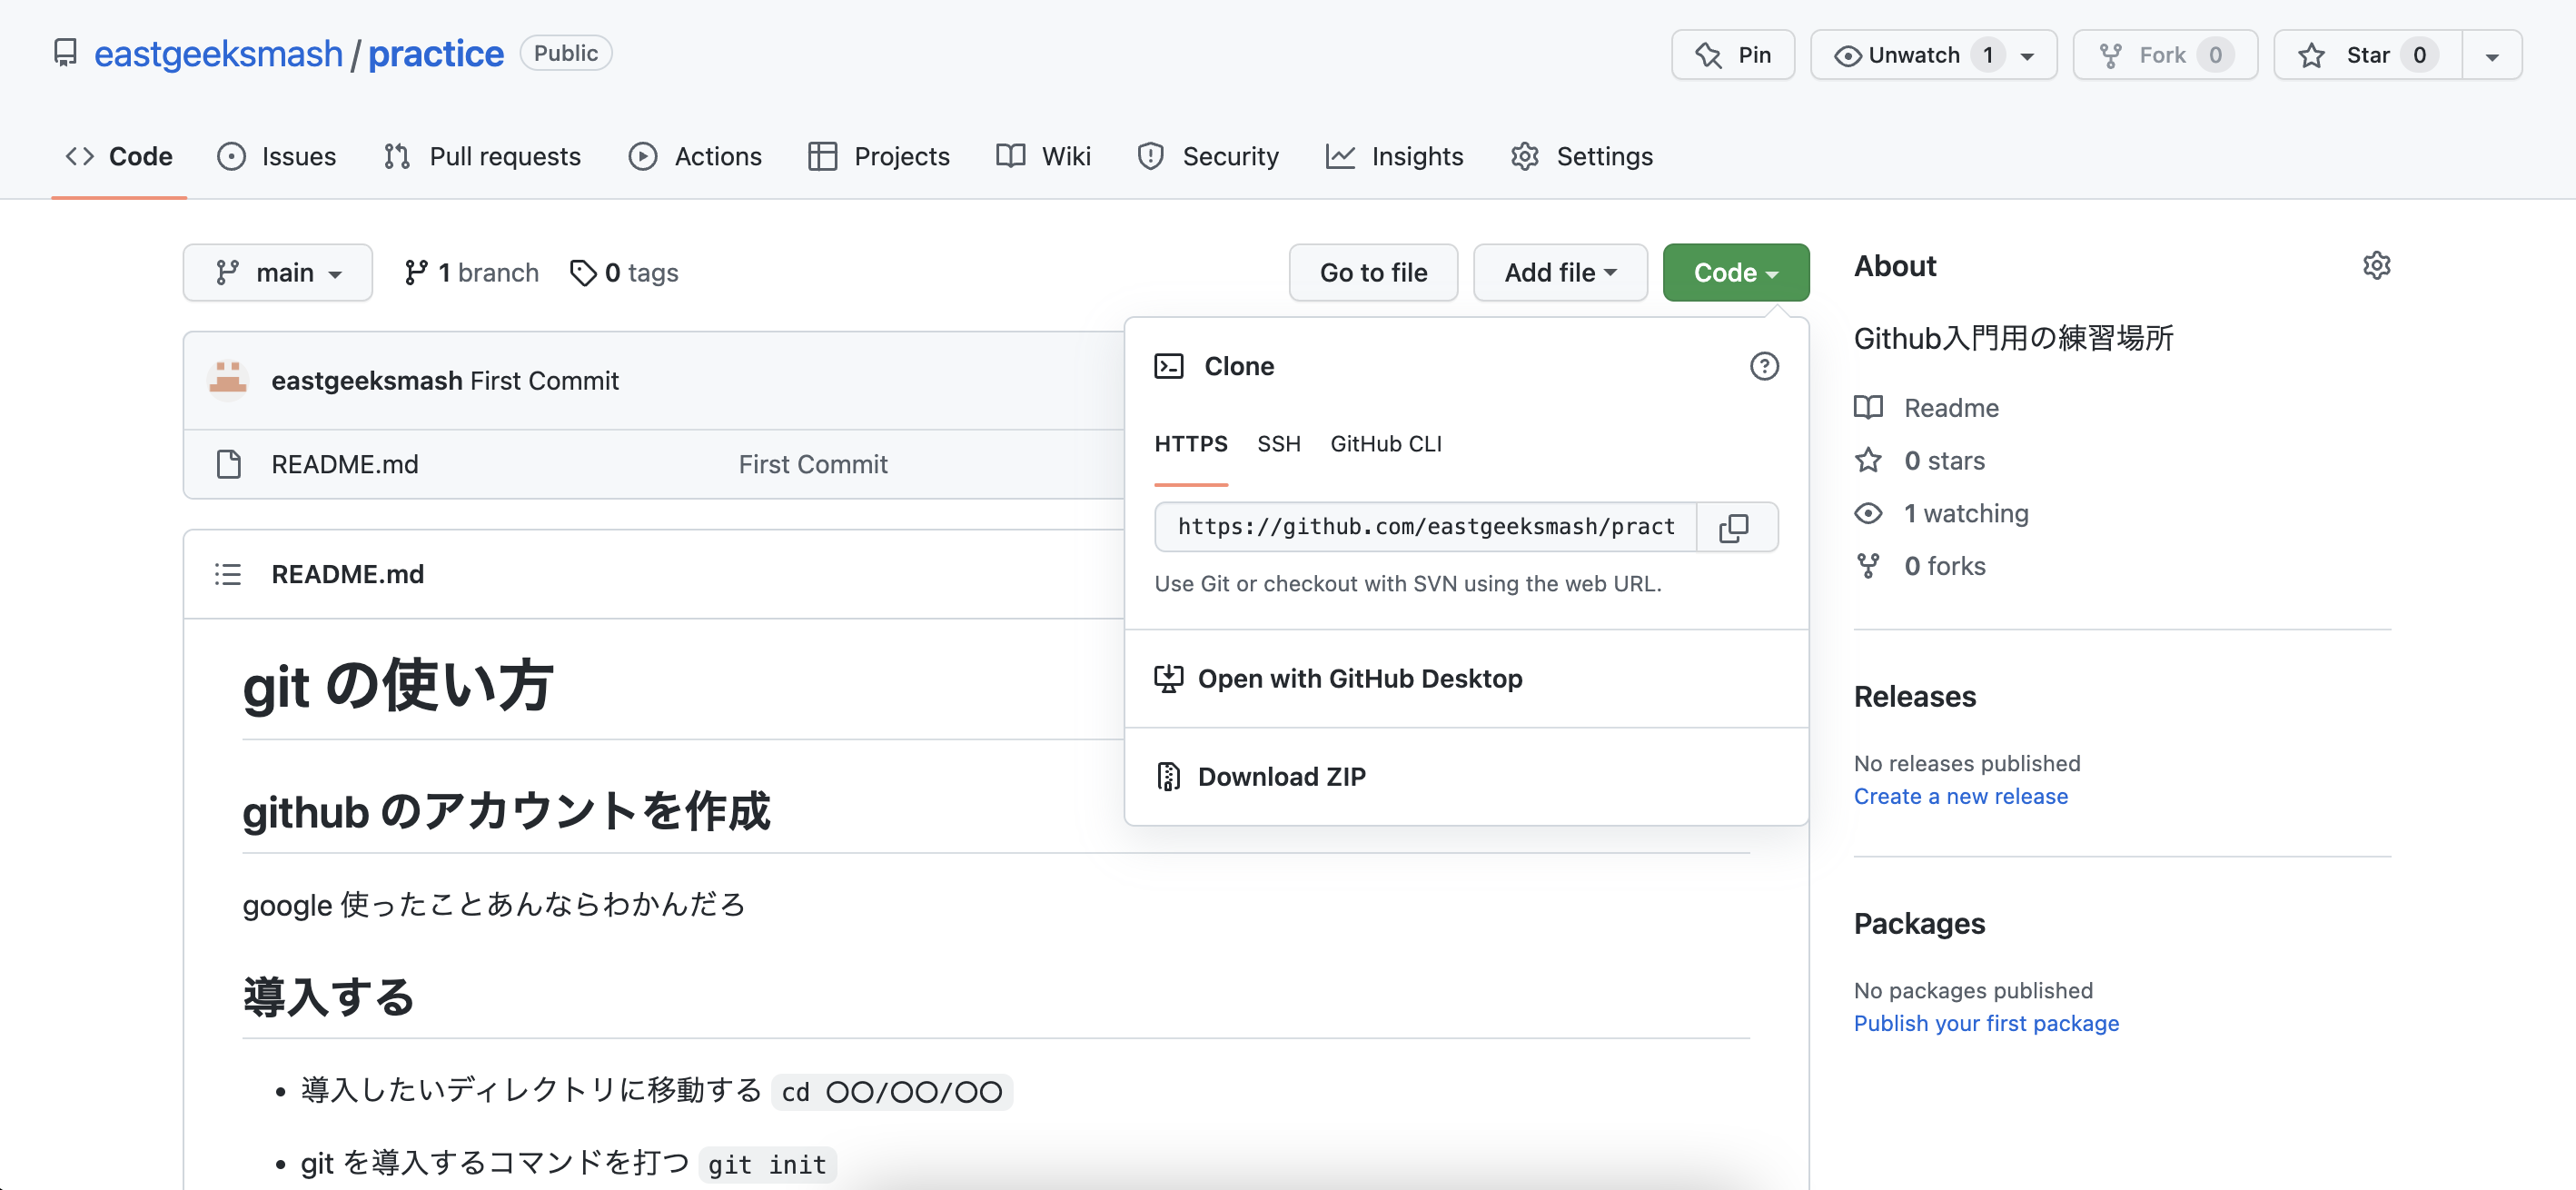 eastgeeksmash / practice Public
Pin
Unwatch 1
Fork 0
Star 0
Code
Issues
Pull requests
Actions
Projects
Wiki
Security
Insights
Settings
main
1 branch
0 tags
Go to file
Add file
Code
eastgeeksmash First Commit
README.md First Commit
Clone
HTTPS SSH GitHub CLI
https://github.com/eastgeeksmash/pract
Use Git or checkout with SVN using the web URL.
Open with GitHub Desktop
Download ZIP
README.md
git の使い方
github のアカウントを作成
google 使ったことあんならわかんだろ
導入する
• 導入したいディレクトリに移動する cd 〇〇/〇〇/〇〇
• git を導入するコマンドを打つ git init
About
Github入門用の練習場所
Readme
0 stars
1 watching
0 forks
Releases
No releases published
Create a new release
Packages
No packages published
Publish your first package